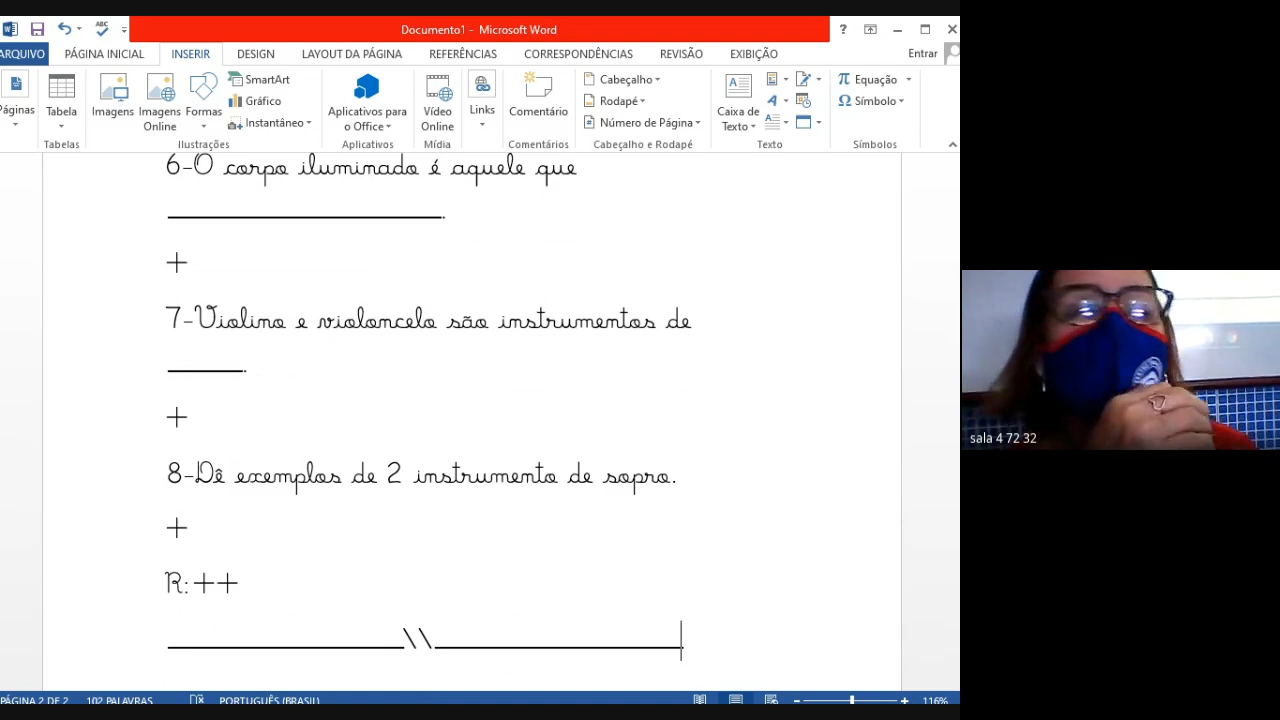 Documento1 - Microsoft Word
ARQUIVO PÁGINA INICIAL INSERIR DESIGN LAYOUT DA PÁGINA REFERÊNCIAS CORRESPONDÊNCIAS REVISÃO EXIBIÇÃO Entrar
Páginas Tabela Imagens Imagens Online Formas SmartArt Gráfico Instantâneo Aplicativos para o Office Vídeo Online Links Comentário Cabeçalho Rodapé Número de Página Caixa de Texto Equação Símbolo
Tabelas Ilustrações Aplicativos Mídia Comentários Cabeçalho e Rodapé Texto Símbolos
6-O corpo iluminado é aquele que
____________________.
+
7-Violino e violoncelo são instrumentos de
______.
+
8-Dê exemplos de 2 instrumento de sopro.
+
R:++
_________________\\__________________.
sala 4 72 32
PÁGINA 2 DE 2 102 PALAVRAS PORTUGUÊS (BRASIL) 116%